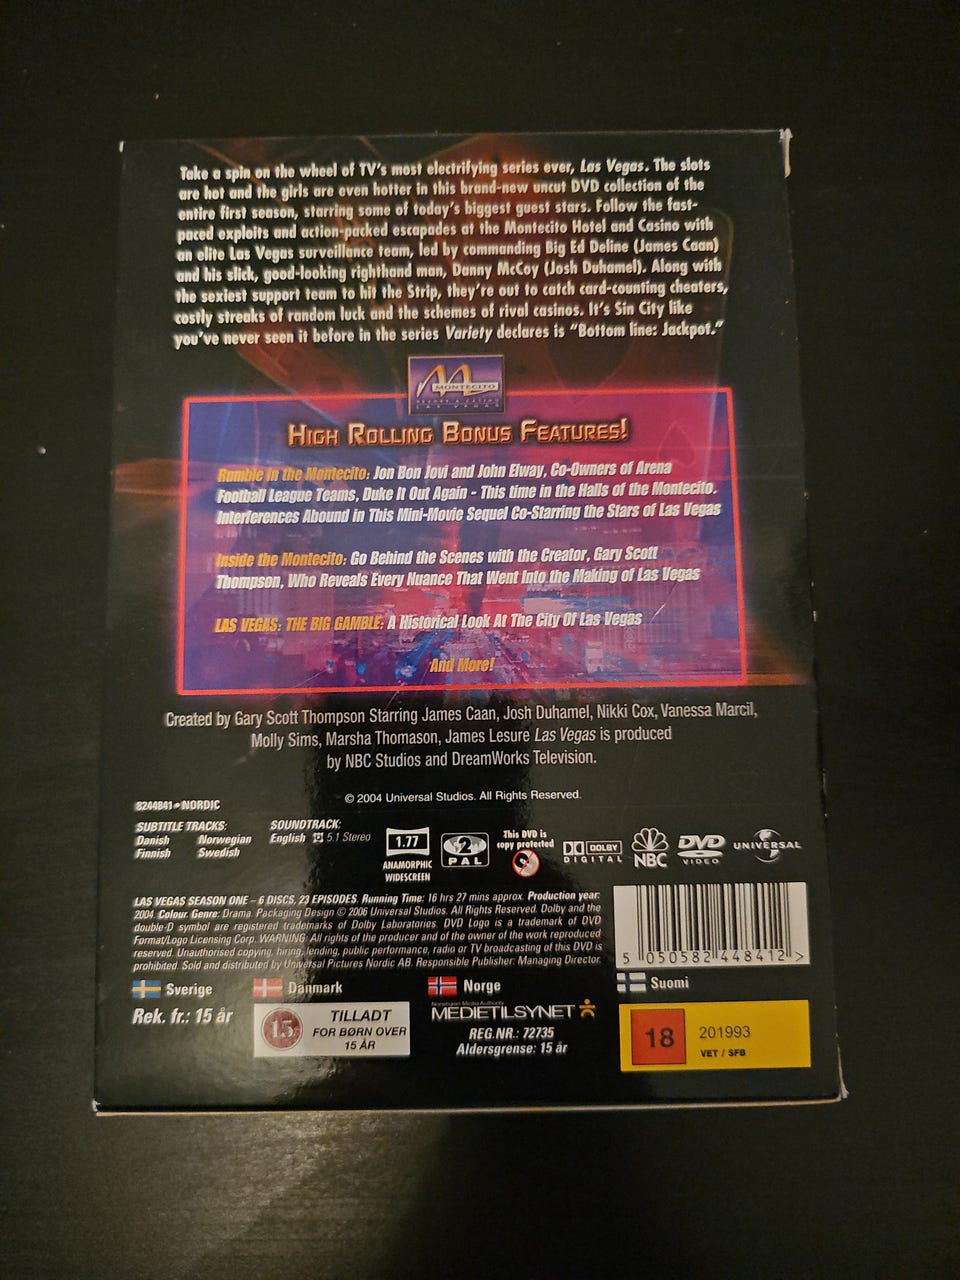 Take a spin on the wheel of TV's most electrifying series ever, Las Vegas. The slots
are hot and the girls are even hotter in this brand-new uncut DVD collection of the
entire first season, starring some of today's biggest guest stars. Follow the fast-
paced exploits and action-packed escapades at the Montecito Hotel and Casino with
an elite Las Vegas surveillance team, led by commanding Big Ed Deline (James Caan)
and his slick, good-looking righthand man, Danny McCoy (Josh Duhamel). Along with
the sexiest support team to hit the Strip, they're out to catch card-counting cheaters,
costly streaks of random luck and the schemes of rival casinos. It's Sin City like
you've never seen it before in the series Variety declares is “Bottom line: Jackpot.”
MONTECITO
RESORT & CASINO
LAS VEGAS
HIGH ROLLING BONUS FEATURES!
Rumble in the Montecito: Jon Bon Jovi and John Elway, Co-Owners of Arena
Football League Teams, Duke It Out Again - This time in the Halls of the Montecito.
Interferences Abound in This Mini-Movie Sequel Co-Starring the Stars of Las Vegas
Inside the Montecito: Go Behind the Scenes with the Creator, Gary Scott
Thompson, Who Reveals Every Nuance That Went Into the Making of Las Vegas
LAS VEGAS: THE BIG GAMBLE: A Historical Look At The City Of Las Vegas
And More!
Created by Gary Scott Thompson Starring James Caan, Josh Duhamel, Nikki Cox, Vanessa Marcil,
Molly Sims, Marsha Thomason, James Lesure Las Vegas is produced
by NBC Studios and DreamWorks Television.
© 2004 Universal Studios. All Rights Reserved.
8244841 • NORDIC
SUBTITLE TRACKS:
Danish Norwegian
Finnish Swedish
SOUNDTRACK:
English 5.1 Stereo
1.77
ANAMORPHIC
WIDESCREEN
2
PAL
This DVD is
copy protected
DOLBY
DIGITAL
NBC
DVD
VIDEO
UNIVERSAL
LAS VEGAS SEASON ONE – 6 DISCS, 23 EPISODES. Running Time: 16 hrs 27 mins approx. Production year:
2004. Colour. Genre: Drama. Packaging Design © 2006 Universal Studios. All Rights Reserved. Dolby and the
double-D symbol are registered trademarks of Dolby Laboratories. DVD Logo is a trademark of DVD
Format/Logo Licensing Corp. WARNING: All rights of the producer and of the owner of the work reproduced
reserved. Unauthorised copying, hiring, lending, public performance, radio or TV broadcasting of this DVD is
prohibited. Sold and distributed by Universal Pictures Nordic AB. Responsible Publisher: Managing Director.
5 050582 448412 >
Sverige
Rek. fr.: 15 år
Danmark
15
TILLADT
FOR BØRN OVER
15 ÅR
Norge
Norwegian Media Authority
MEDIETILSYNET
REG.NR.: 72735
Aldersgrense: 15 år
Suomi
18
201993
VET / SFB